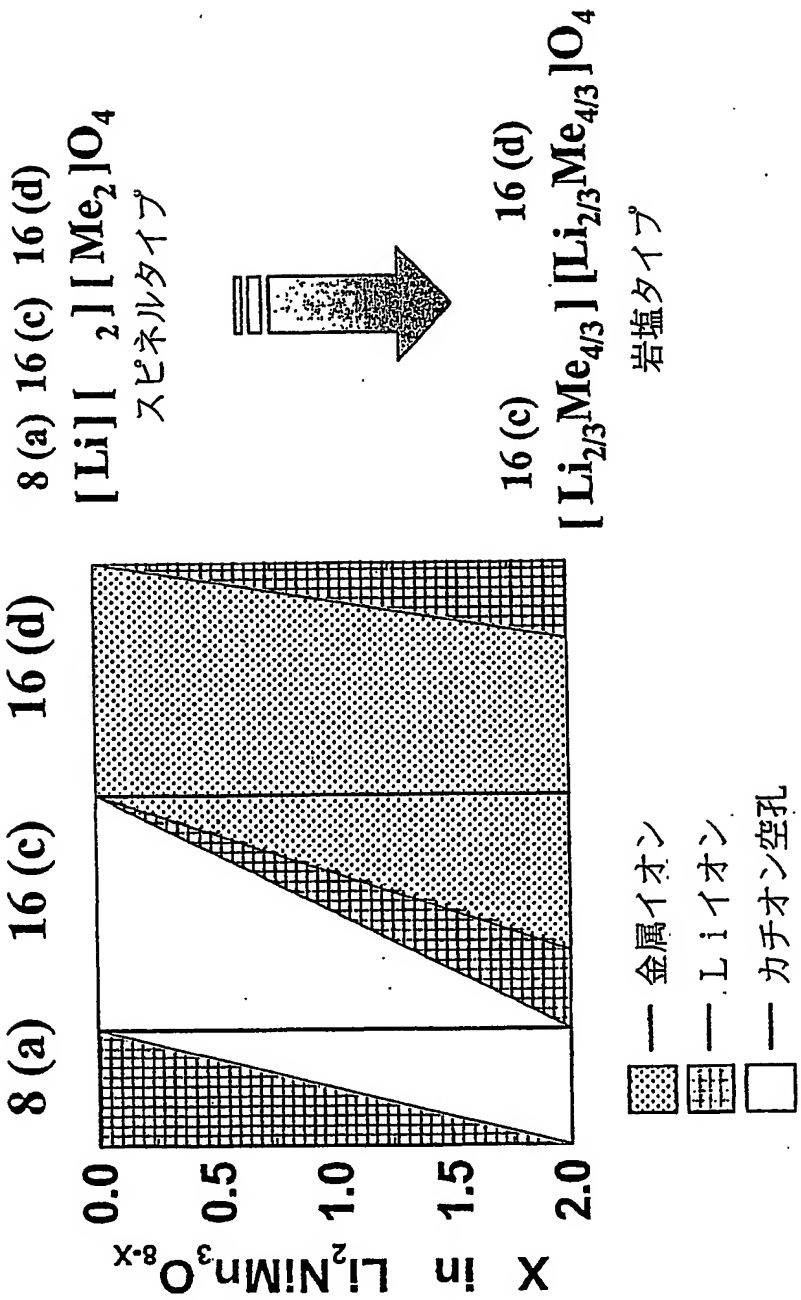 8 (a) 16 (c) 16 (d)
0.0
0.5
1.0
1.5
2.0
X in Li₂NiMn₃O₈₋ₓ
金属イオン
Liイオン
カチオン空孔
8 (a) 16 (c) 16 (d)
[Li] [ ₂] [Me₂]O₄
スピネルタイプ
16 (c) 16 (d)
[Li₂/₃Me₄/₃] [Li₂/₃Me₄/₃]O₄
岩塩タイプ